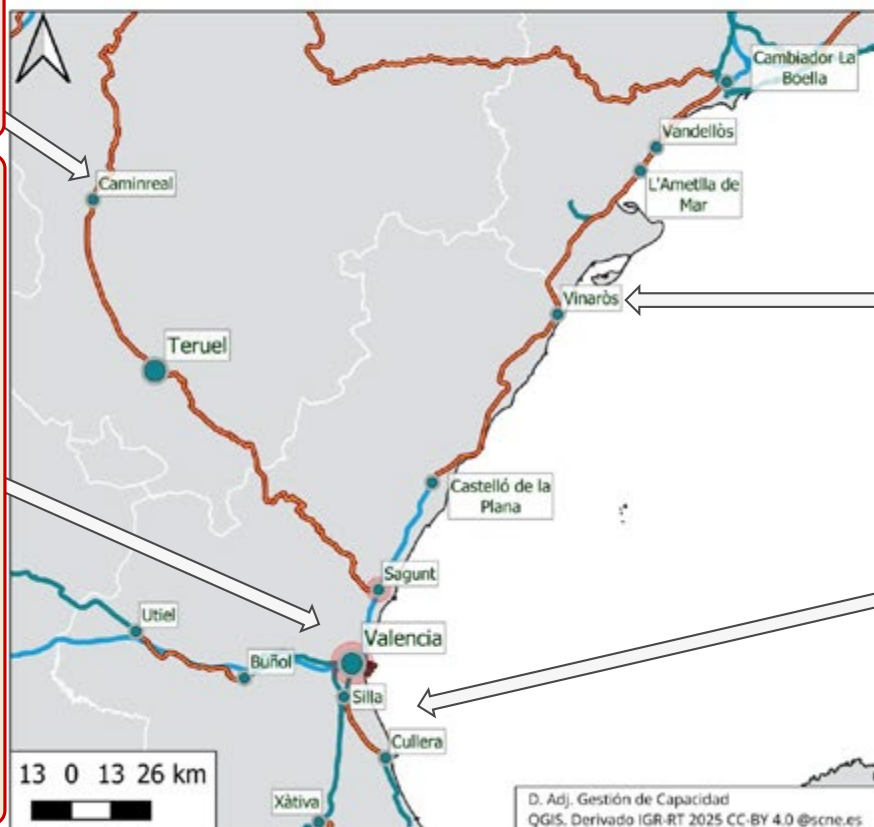 Cambiador La
Boella
Vandellòs
L'Ametlla de
Mar
Caminreal
Vinaròs
Teruel
Castelló de la
Plana
Sagunt
Utiel
Valencia
Buñol
Silla
Cullera
13 0 13 26 km
Xàtiva
D. Adj. Gestión de Capacidad
QGIS. Derivado IGR-RT 2025 CC-BY 4.0 @scne.es